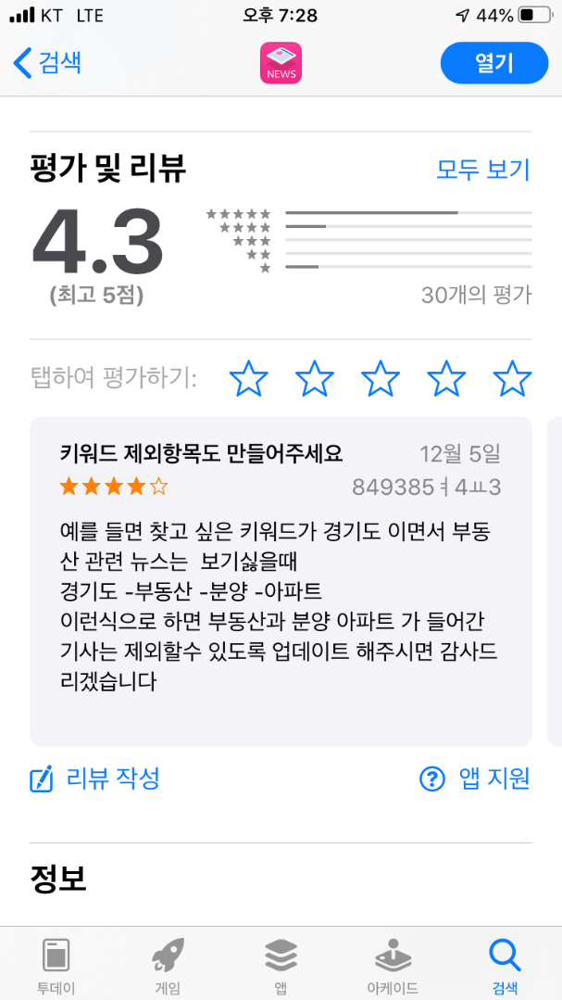 KT LTE 오후 7:28 44%
검색 NEWS 열기
평가 및 리뷰 모두 보기
4.3
(최고 5점) 30개의 평가
탭하여 평가하기:
키워드 제외항목도 만들어주세요 12월 5일
849385ㅕ4ㅛ3
예를 들면 찾고 싶은 키워드가 경기도 이면서 부동
산 관련 뉴스는 보기싫을때
경기도 -부동산 -분양 -아파트
이런식으로 하면 부동산과 분양 아파트 가 들어간
기사는 제외할수 있도록 업데이트 해주시면 감사드
리겠습니다
리뷰 작성 앱 지원
정보
투데이 게임 앱 아케이드 검색